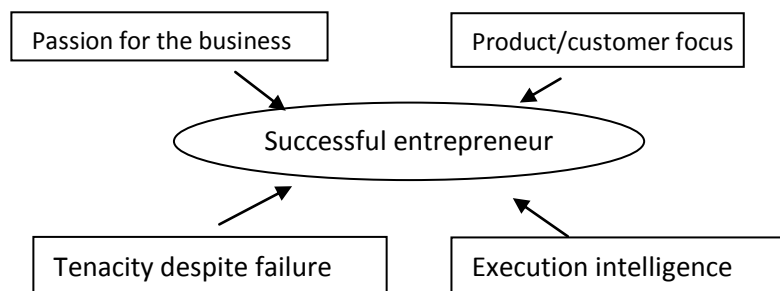 Passion for the business
Product/customer focus
Successful entrepreneur
Tenacity despite failure
Execution intelligence